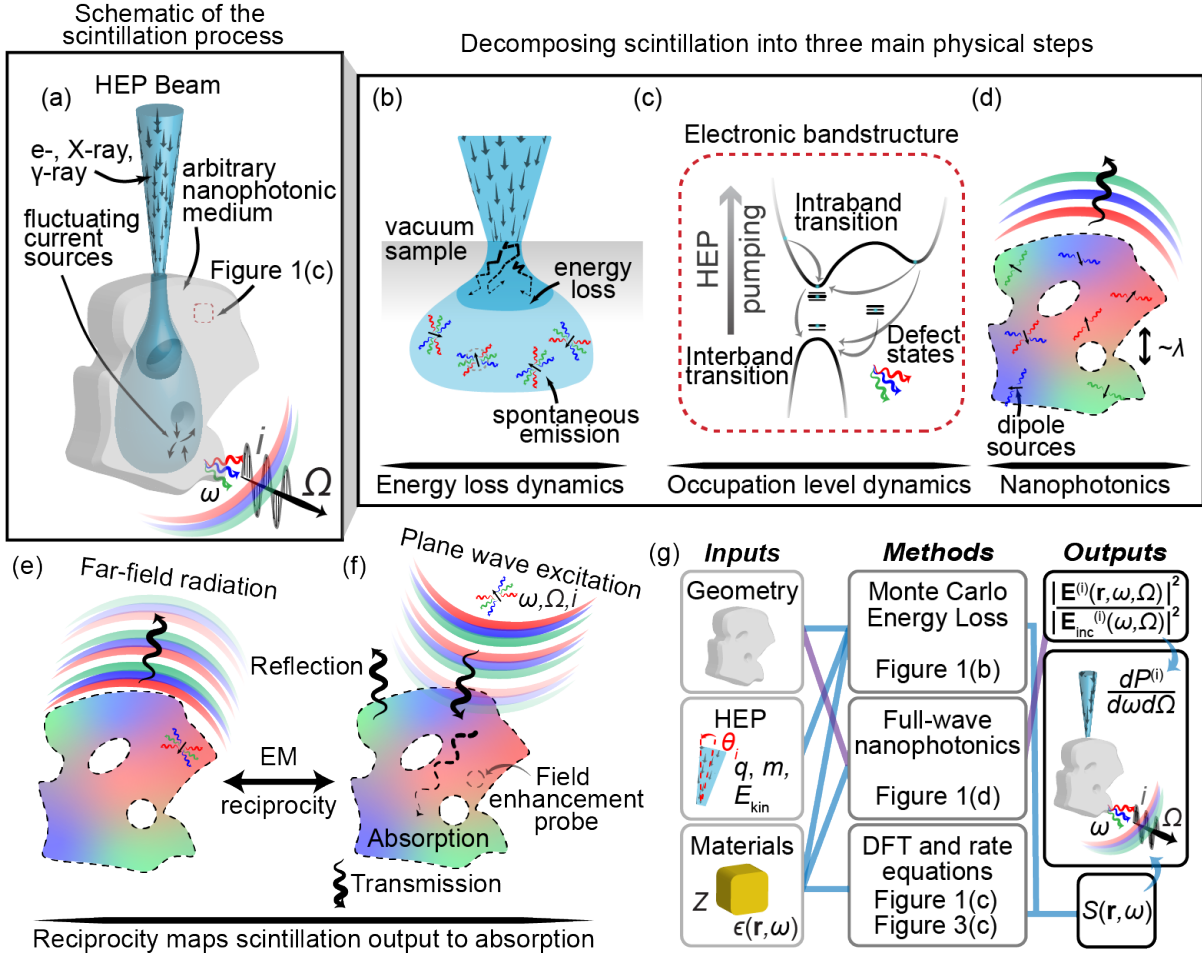 Schematic of the
scintillation process
Decomposing scintillation into three main physical steps
(a)
HEP Beam
e-, X-ray,
γ-ray
arbitrary
nanophotonic
medium
fluctuating
current
sources
Figure 1(c)
i
ω
Ω
(b)
vacuum
sample
energy
loss
spontaneous
emission
Energy loss dynamics
(c)
Electronic bandstructure
HEP
pumping
Intraband
transition
Interband
transition
Defect
states
Occupation level dynamics
(d)
~λ
dipole
sources
Nanophotonics
(e)
Far-field radiation
EM
reciprocity
(f)
Plane wave excitation
ω,Ω,i
Reflection
Field
enhancement
probe
Absorption
Transmission
Reciprocity maps scintillation output to absorption
(g)
Inputs
Methods
Outputs
Geometry
HEP
θi
q, m,
Ekin
Materials
Z
ϵ(r,ω)
Monte Carlo
Energy Loss
Figure 1(b)
Full-wave
nanophotonics
Figure 1(d)
DFT and rate
equations
Figure 1(c)
Figure 3(c)
|E(i)(r,ω,Ω)|2
|Einc(i)(ω,Ω)|2
dP(i)
dωdΩ
i
Ω
ω
S(r,ω)